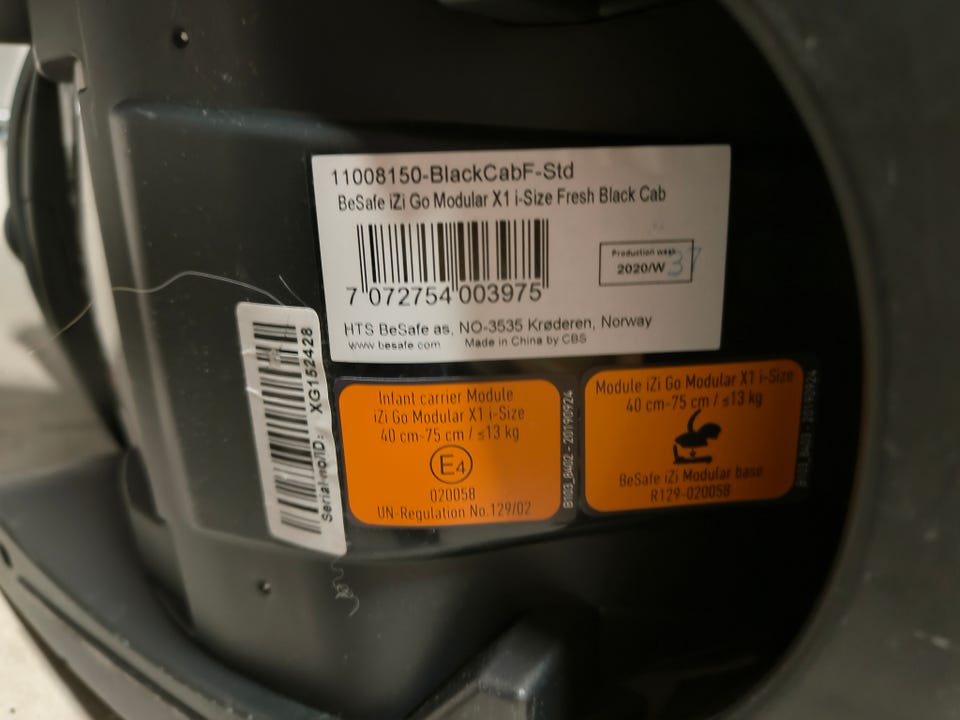 11008150-BlackCabF-Std
BeSafe iZi Go Modular X1 i-Size Fresh Black Cab
Production week
2020/W 37
7 072754 003975
HTS BeSafe as, NO-3535 Krøderen, Norway
www.besafe.com Made in China by CBS
Serial-no/ID: XG152428
Infant carrier Module
iZi Go Modular X1 i-Size
40 cm-75 cm / ≤13 kg
E4
020058
UN-Regulation No.129/02
B103_8402 - 20190924
Module iZi Go Modular X1 i-Size
40 cm-75 cm / ≤13 kg
BeSafe iZi Modular base
R129-020058
B103_8403 - 20190924